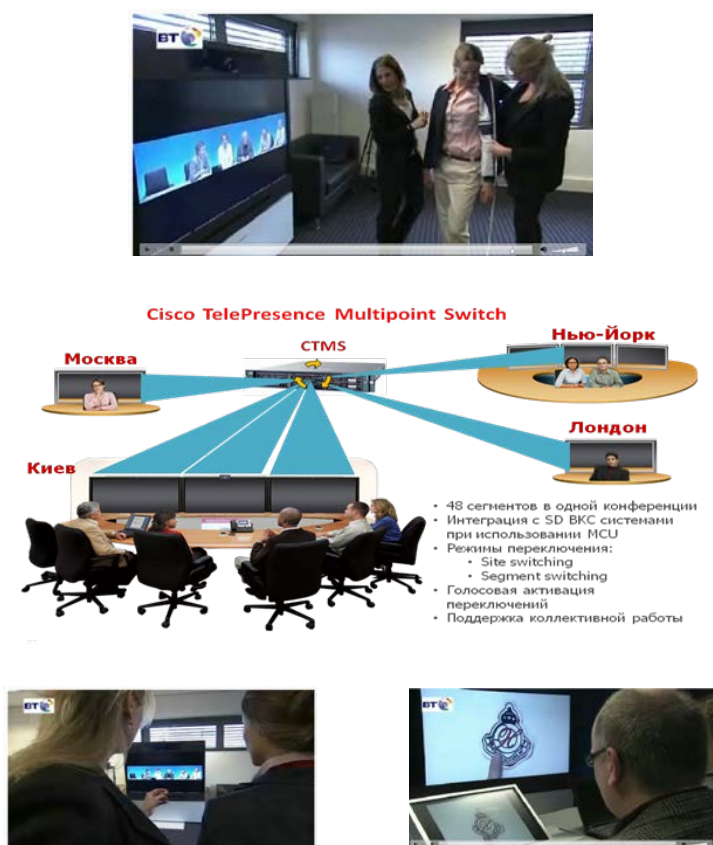 BT
Cisco TelePresence Multipoint Switch
CTMS
Москва
Нью-Йорк
Лондон
Киев
• 48 сегментов в одной конференции
• Интеграция с SD ВКС системами
при использовании MCU
• Режимы переключения:
• Site switching
• Segment switching
• Голосовая активация
переключений
• Поддержка коллективной работы
BT
BT